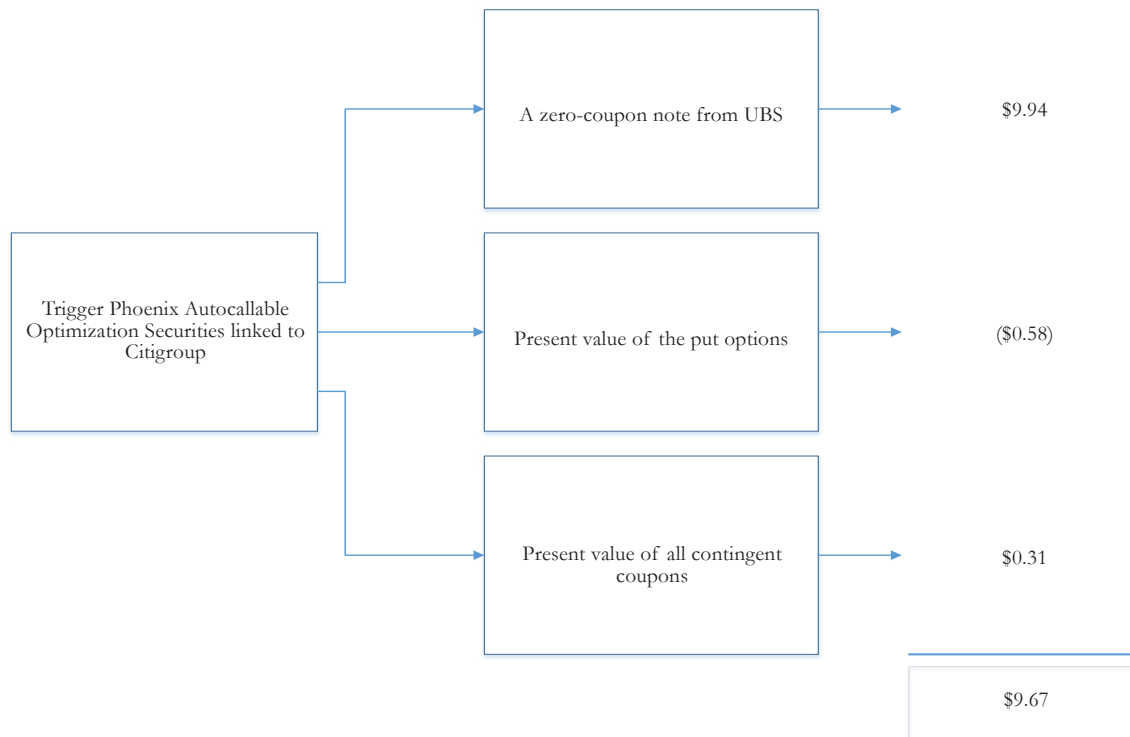 A zero-coupon note from UBS
$9.94
Trigger Phoenix Autocallable
Optimization Securities linked to
Citigroup
Present value of the put options
($0.58)
Present value of all contingent
coupons
$0.31
$9.67